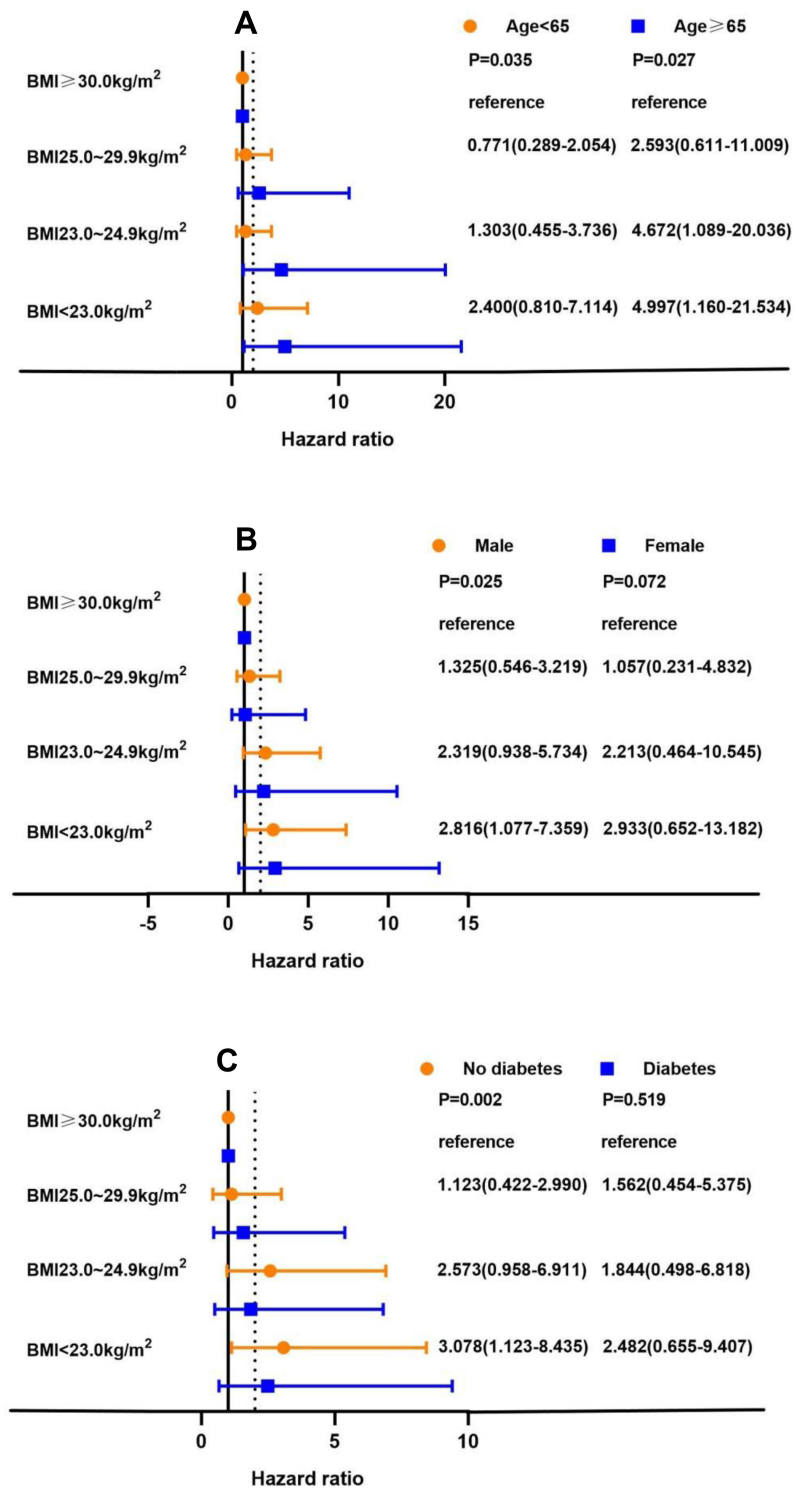 A
Age<65 Age≥65
P=0.035 P=0.027
BMI≥30.0kg/m²
reference reference
BMI25.0~29.9kg/m² 0.771(0.289-2.054) 2.593(0.611-11.009)
BMI23.0~24.9kg/m² 1.303(0.455-3.736) 4.672(1.089-20.036)
BMI<23.0kg/m² 2.400(0.810-7.114) 4.997(1.160-21.534)
0 10 20
Hazard ratio
B
Male Female
P=0.025 P=0.072
BMI≥30.0kg/m²
reference reference
BMI25.0~29.9kg/m² 1.325(0.546-3.219) 1.057(0.231-4.832)
BMI23.0~24.9kg/m² 2.319(0.938-5.734) 2.213(0.464-10.545)
BMI<23.0kg/m² 2.816(1.077-7.359) 2.933(0.652-13.182)
-5 0 5 10 15
Hazard ratio
C
No diabetes Diabetes
P=0.002 P=0.519
BMI≥30.0kg/m²
reference reference
BMI25.0~29.9kg/m² 1.123(0.422-2.990) 1.562(0.454-5.375)
BMI23.0~24.9kg/m² 2.573(0.958-6.911) 1.844(0.498-6.818)
BMI<23.0kg/m² 3.078(1.123-8.435) 2.482(0.655-9.407)
0 5 10
Hazard ratio